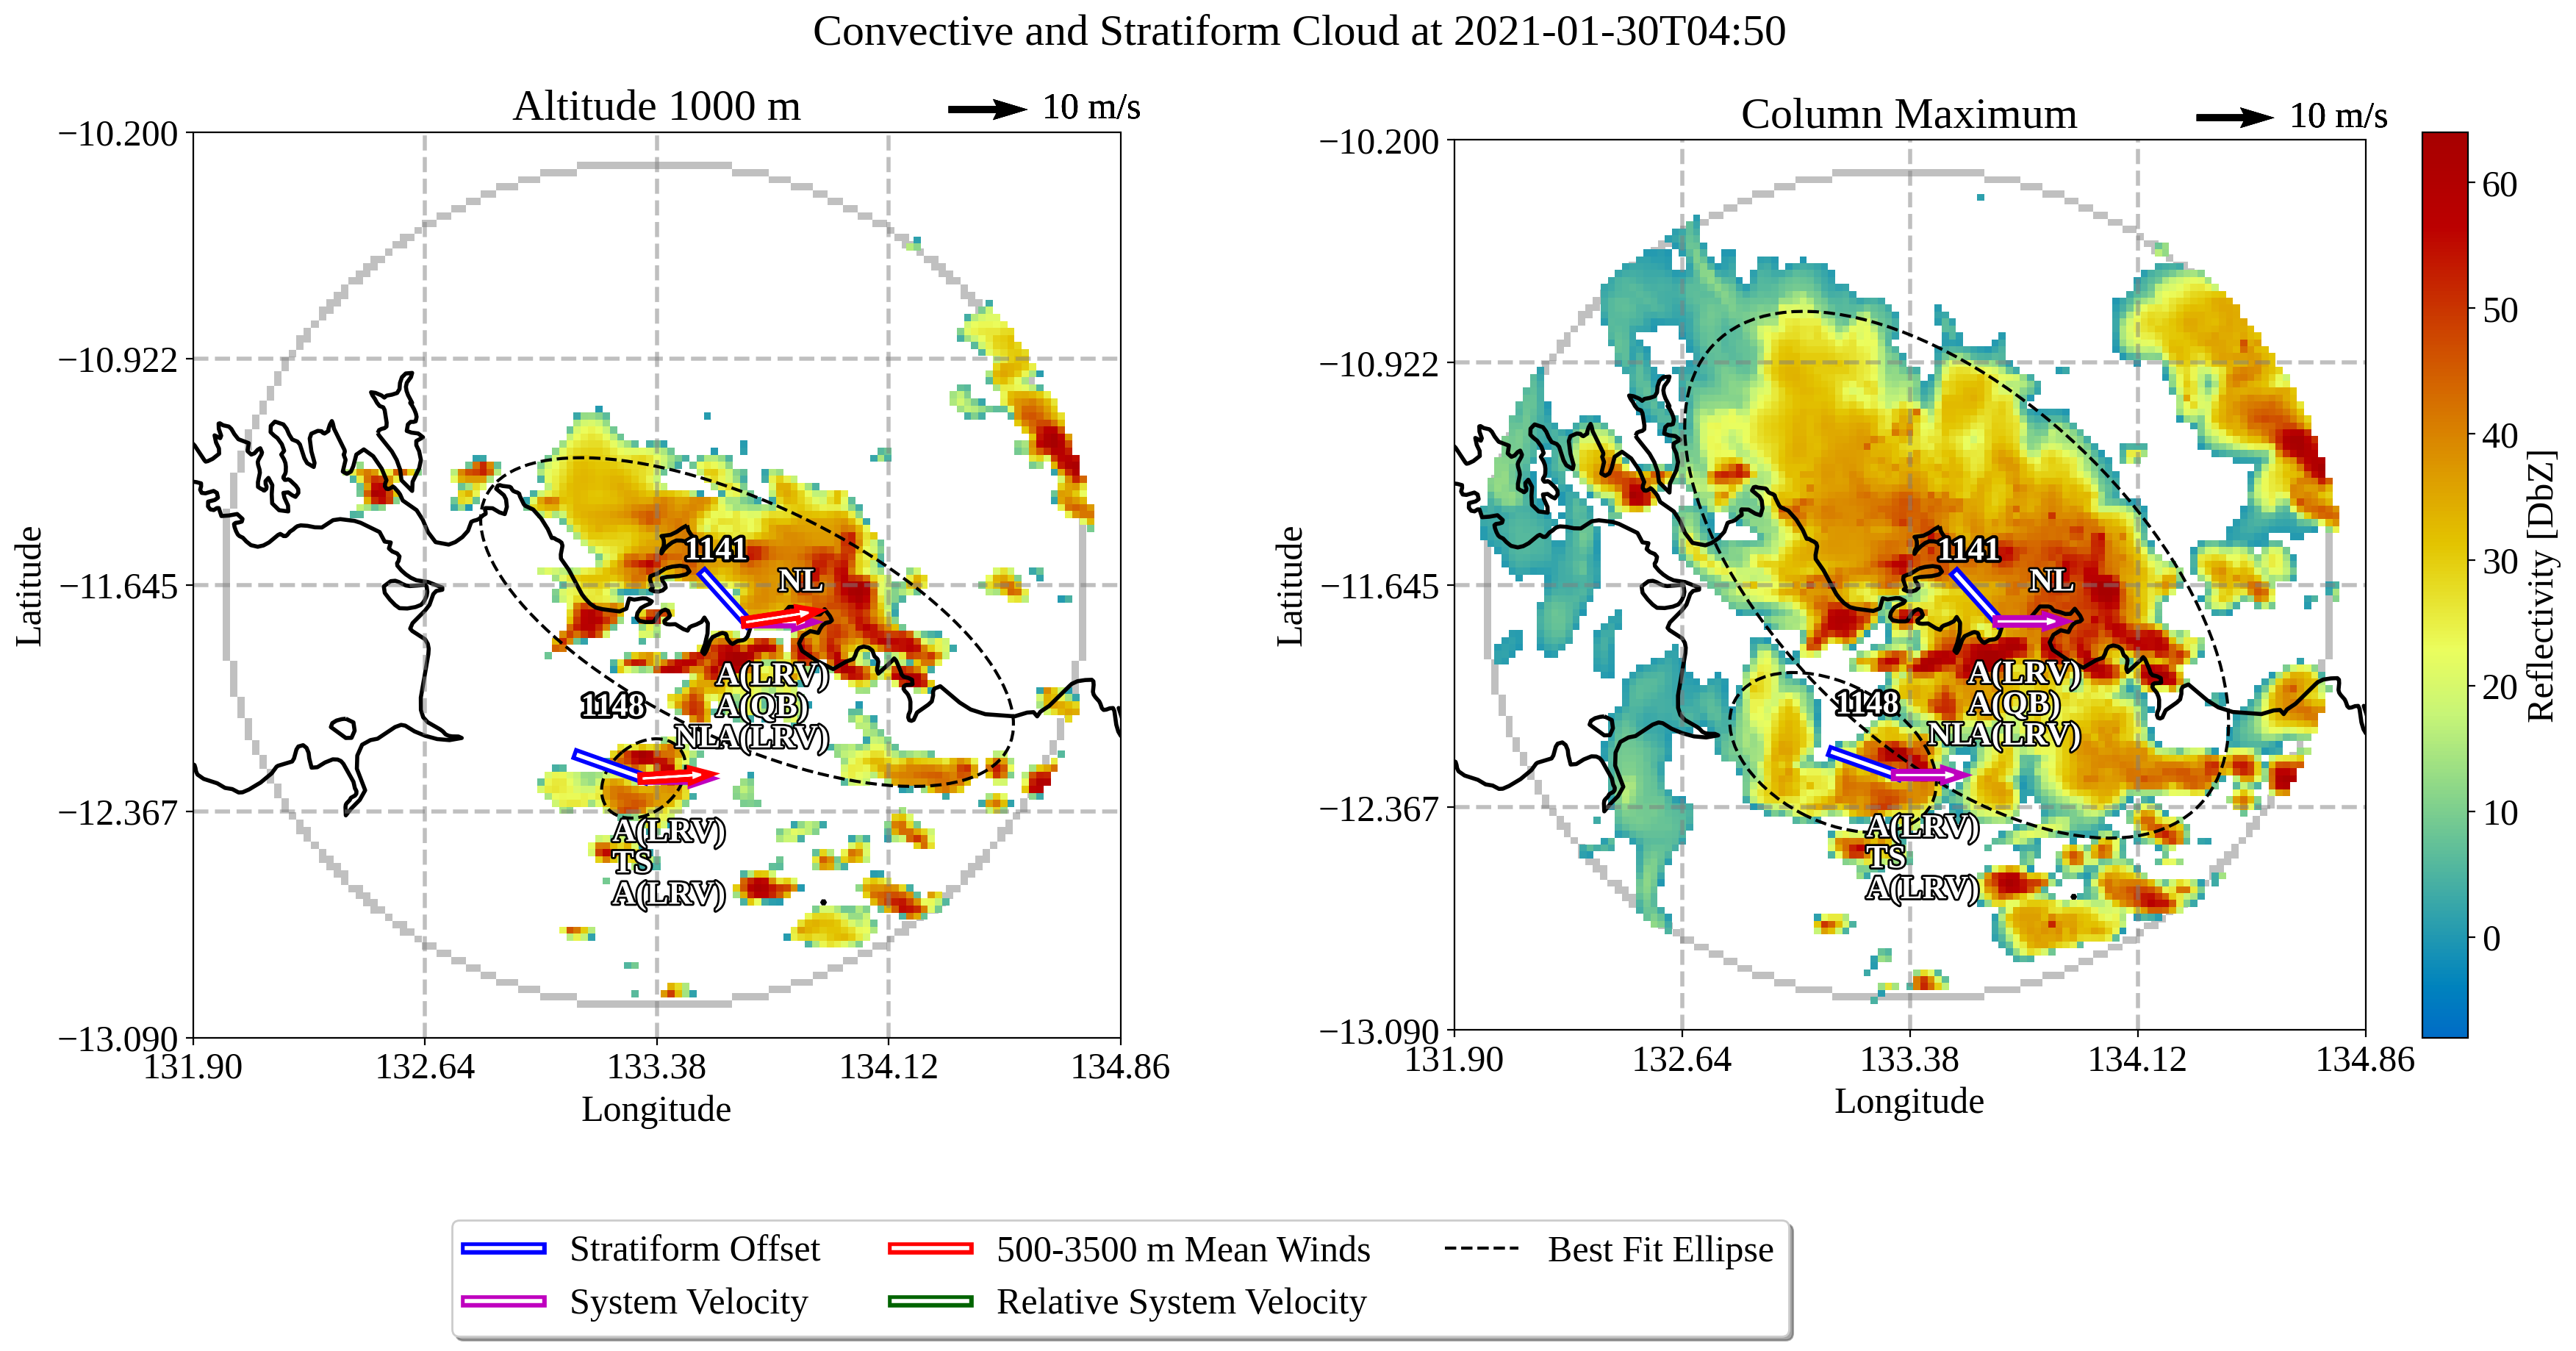 Convective and Stratiform Cloud at 2021-01-30T04:50
Altitude 1000 m
10 m/s
Column Maximum
10 m/s
−10.200
−10.922
−11.645
−12.367
−13.090
Latitude
131.90
132.64
133.38
134.12
134.86
Longitude
1141
NL
A(LRV)
A(QB)
A(LRV)
1148
NL
A(LRV)
TS
A(LRV)
−10.200
−10.922
−11.645
−12.367
−13.090
Latitude
131.90
132.64
133.38
134.12
134.86
Longitude
1141
NL
A(LRV)
A(QB)
A(LRV)
1148
NL
A(LRV)
TS
A(LRV)
60
50
40
30
20
10
0
Reflectivity [DbZ]
Stratiform Offset
500-3500 m Mean Winds
Best Fit Ellipse
System Velocity
Relative System Velocity